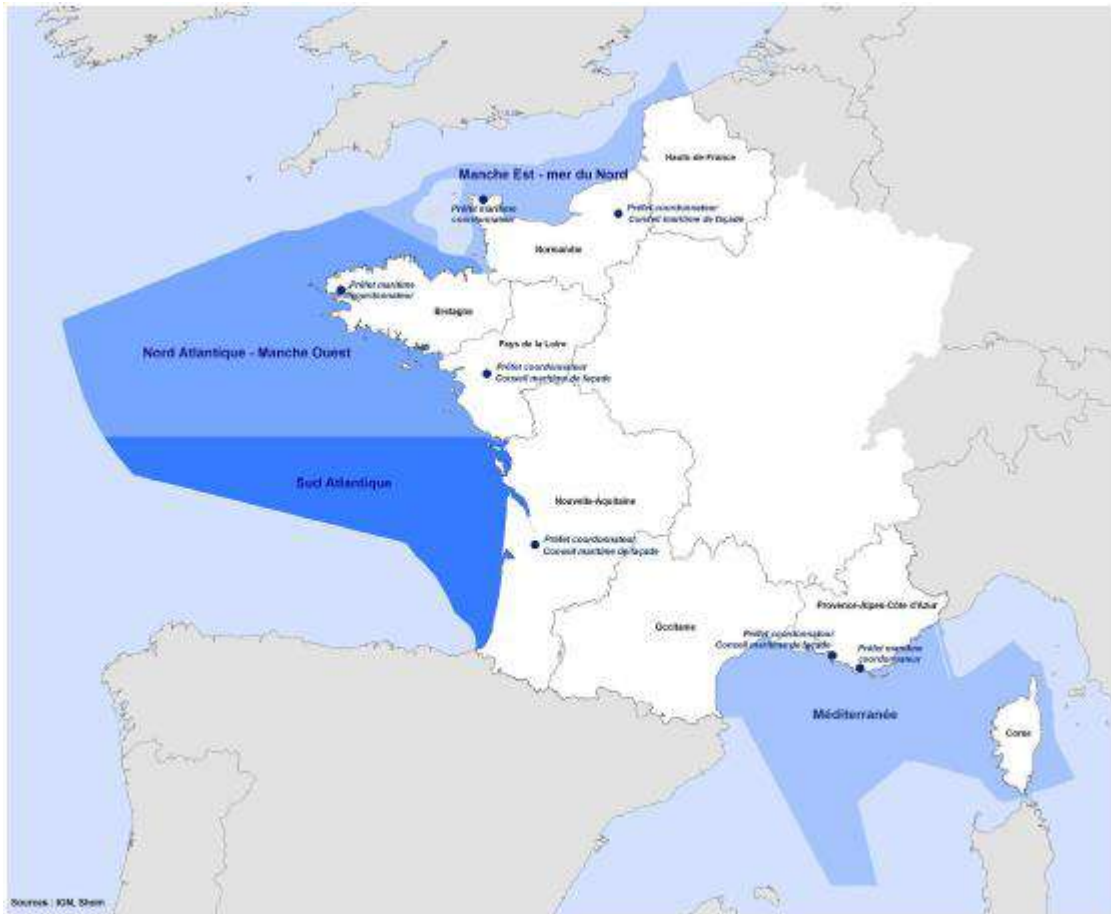 Hauts-de-France
Manche Est - mer du Nord
Préfet maritime
coordonnateur
Préfet coordonnateur
Conseil maritime de façade
Normandie
Préfet maritime
coordonnateur
Bretagne
Pays de la Loire
Nord Atlantique - Manche Ouest
Préfet coordonnateur
Conseil maritime de façade
Sud Atlantique
Nouvelle-Aquitaine
Préfet coordonnateur
Conseil maritime de façade
Provence-Alpes-Côte d'Azur
Occitanie
Préfet coordonnateur
Conseil maritime de façade
Préfet maritime
coordonnateur
Méditerranée
Corse
Sources : IGN, Shom